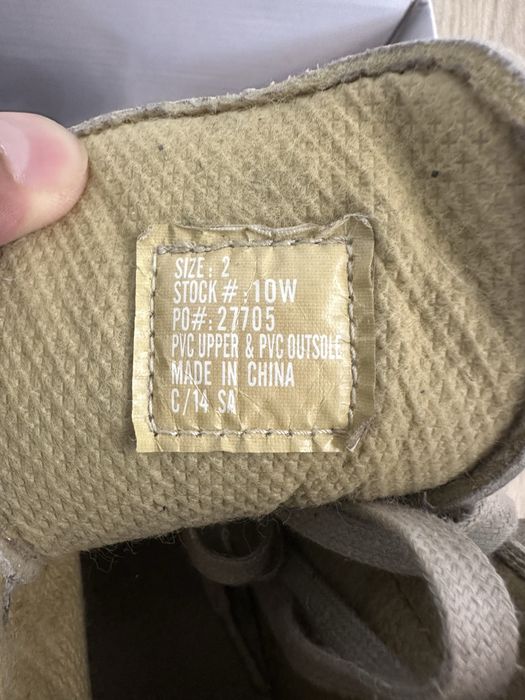 SIZE: 2
STOCK #:10W
PO#:27705
PVC UPPER & PVC OUTSOLE
MADE IN CHINA
C/14 SA